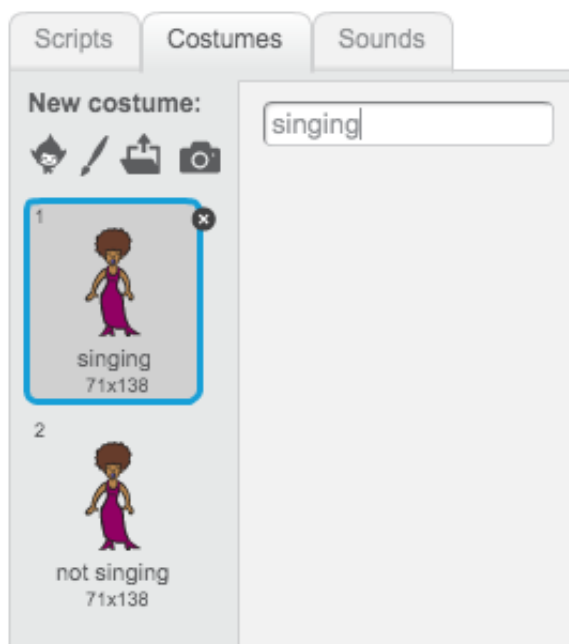 Scripts Costumes Sounds
New costume:
singing
1
singing
71x138
2
not singing
71x138